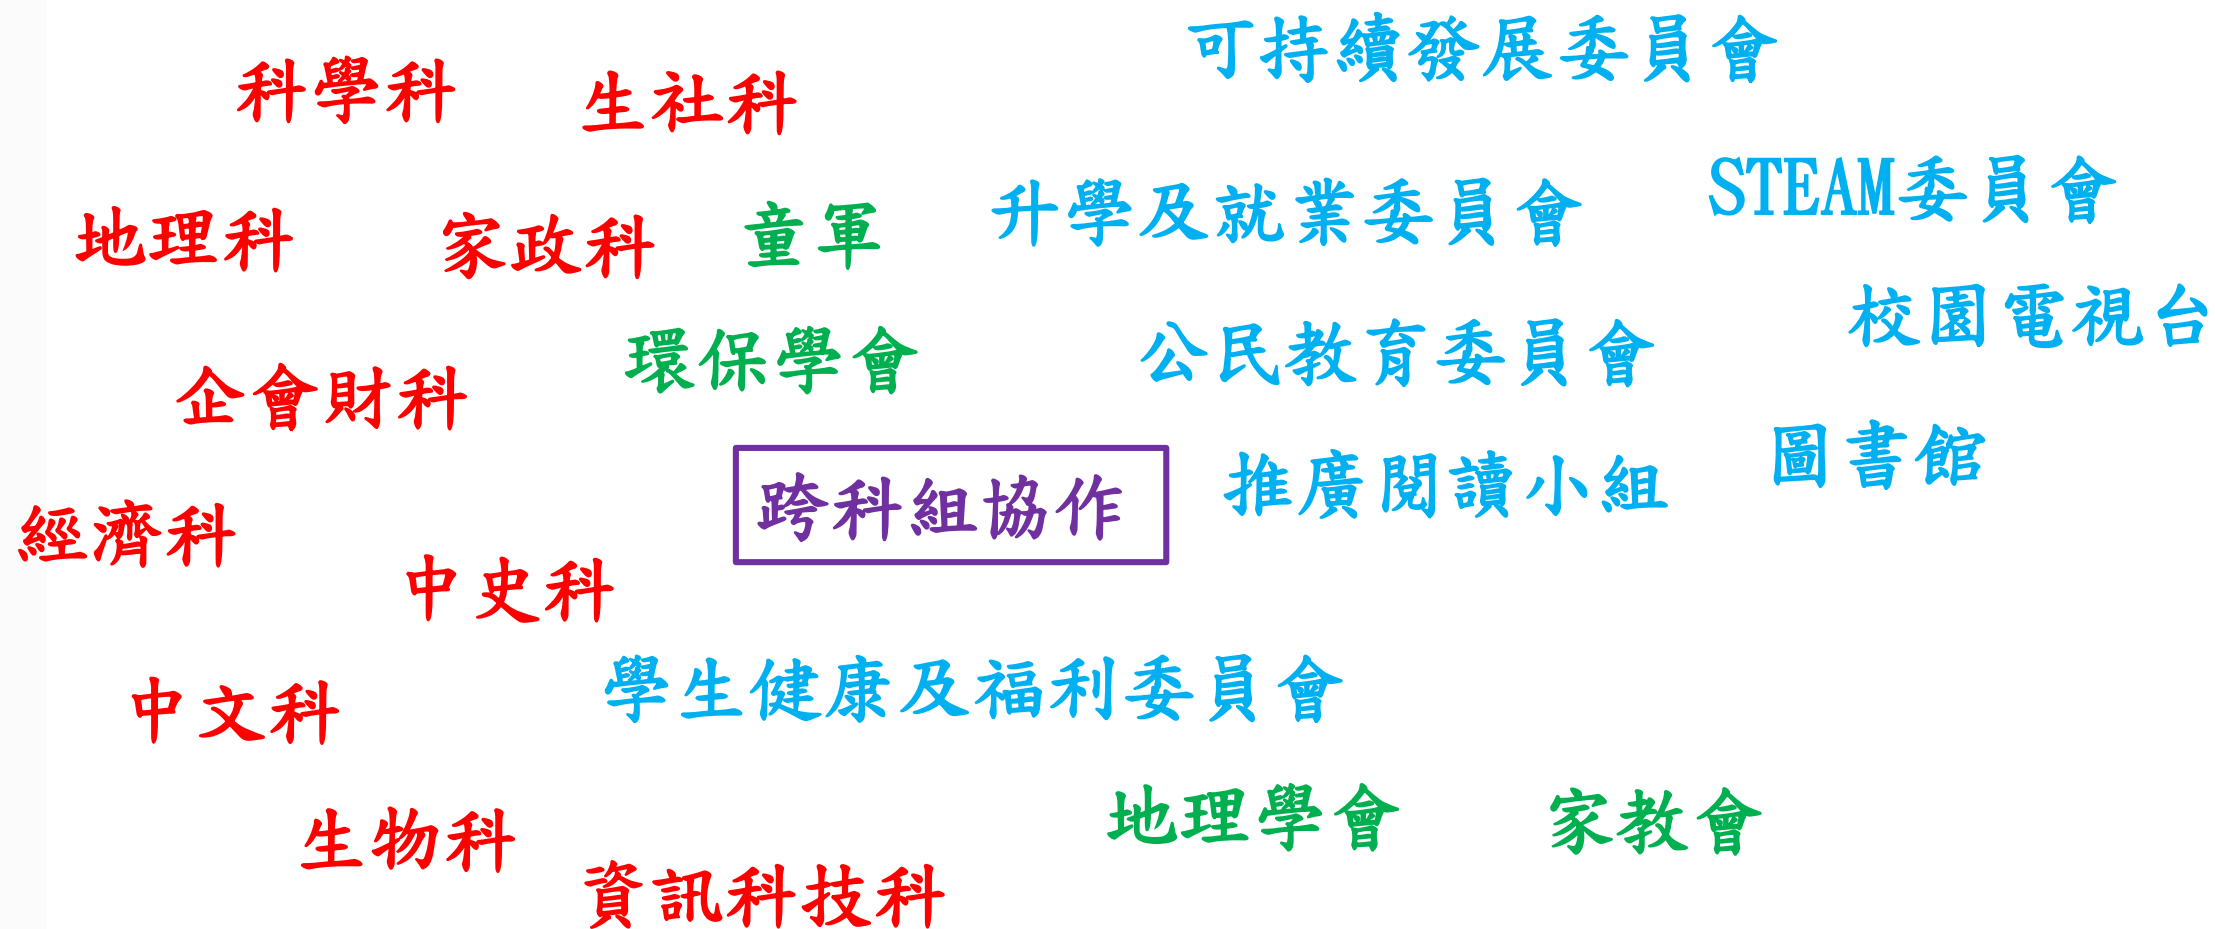 可持續發展委員會
科學科
生社科
STEAM委員會
升學及就業委員會
地理科
家政科
童軍
校園電視台
環保學會
公民教育委員會
企會財科
圖書館
推廣閱讀小組
跨科組協作
經濟科
中史科
學生健康及福利委員會
中文科
地理學會
家教會
生物科
資訊科技科